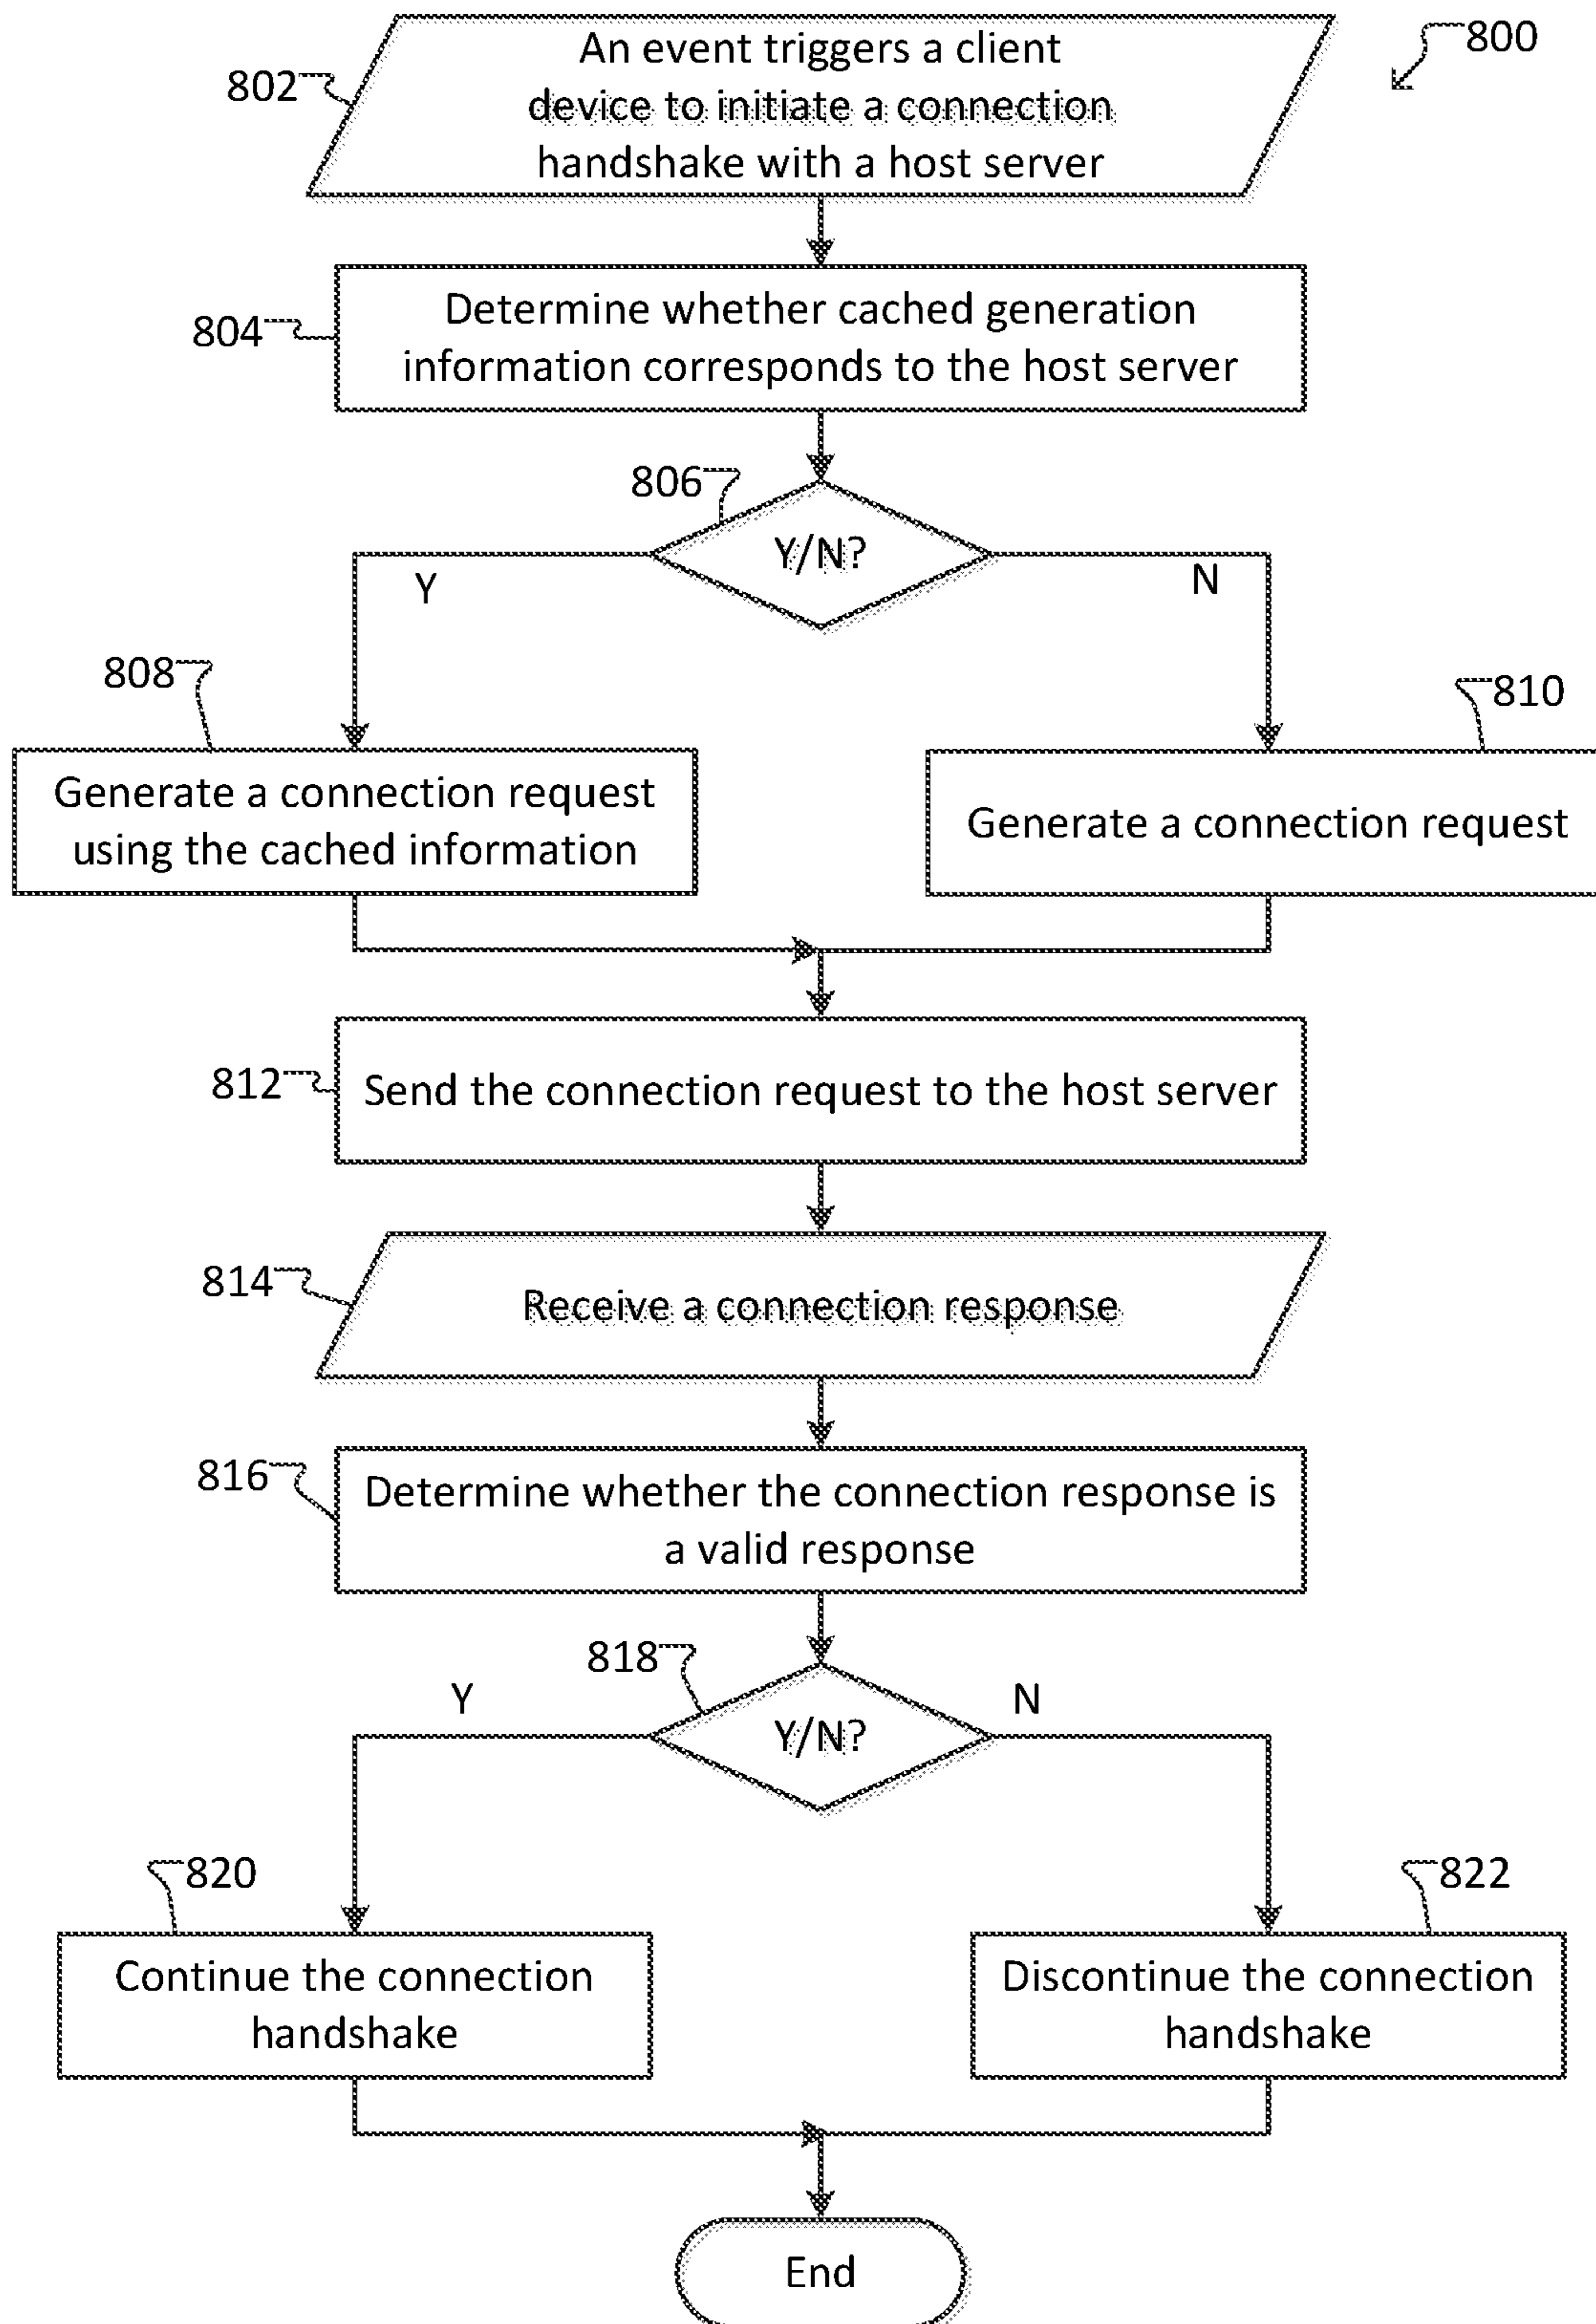 800
802
An event triggers a client
device to initiate a connection
handshake with a host server
804
Determine whether cached generation
information corresponds to the host server
806
Y/N?
Y
N
808
810
Generate a connection request
using the cached information
Generate a connection request
812
Send the connection request to the host server
814
Receive a connection response
816
Determine whether the connection response is
a valid response
818
Y
N
Y/N?
820
822
Continue the connection
handshake
Discontinue the connection
handshake
End